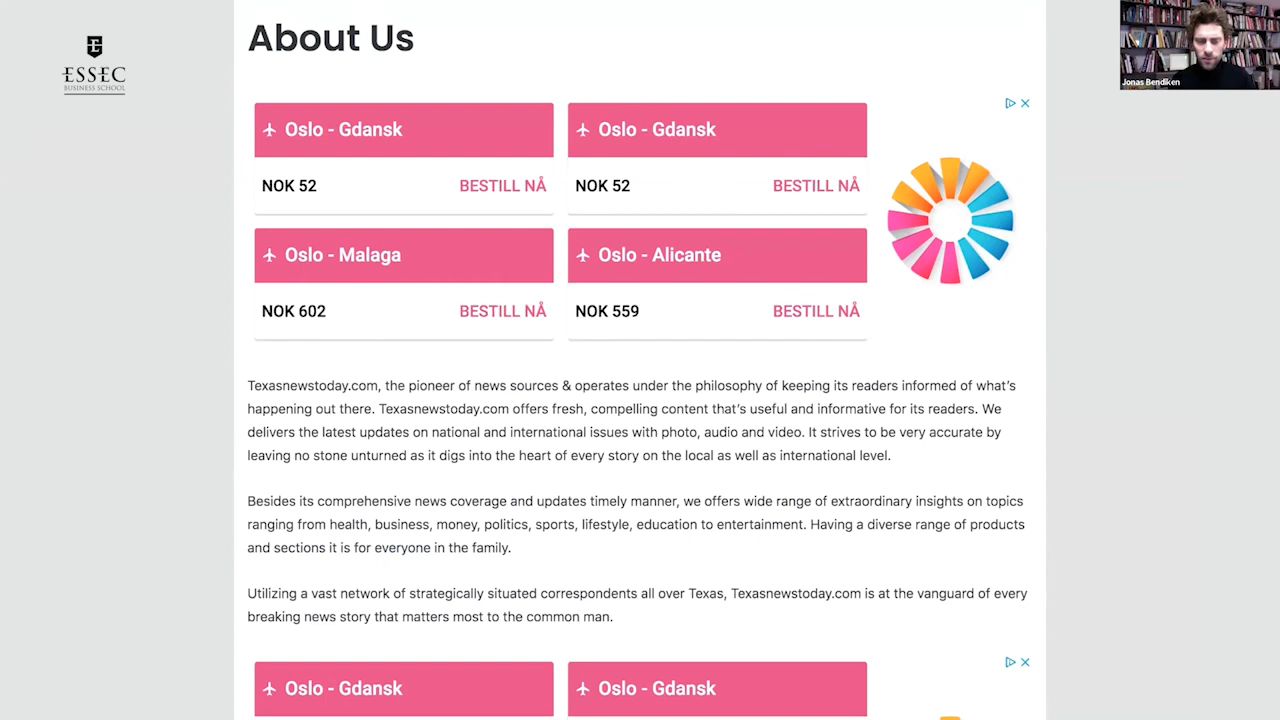 About Us
ESSEC
BUSINESS SCHOOL
Jonas Bendiken
Oslo - Gdansk
NOK 52 BESTILL NÅ
Oslo - Gdansk
NOK 52 BESTILL NÅ
Oslo - Malaga
NOK 602 BESTILL NÅ
Oslo - Alicante
NOK 559 BESTILL NÅ
Texasnewstoday.com, the pioneer of news sources & operates under the philosophy of keeping its readers informed of what’s
happening out there. Texasnewstoday.com offers fresh, compelling content that’s useful and informative for its readers. We
delivers the latest updates on national and international issues with photo, audio and video. It strives to be very accurate by
leaving no stone unturned as it digs into the heart of every story on the local as well as international level.
Besides its comprehensive news coverage and updates timely manner, we offers wide range of extraordinary insights on topics
ranging from health, business, money, politics, sports, lifestyle, education to entertainment. Having a diverse range of products
and sections it is for everyone in the family.
Utilizing a vast network of strategically situated correspondents all over Texas, Texasnewstoday.com is at the vanguard of every
breaking news story that matters most to the common man.
Oslo - Gdansk
Oslo - Gdansk